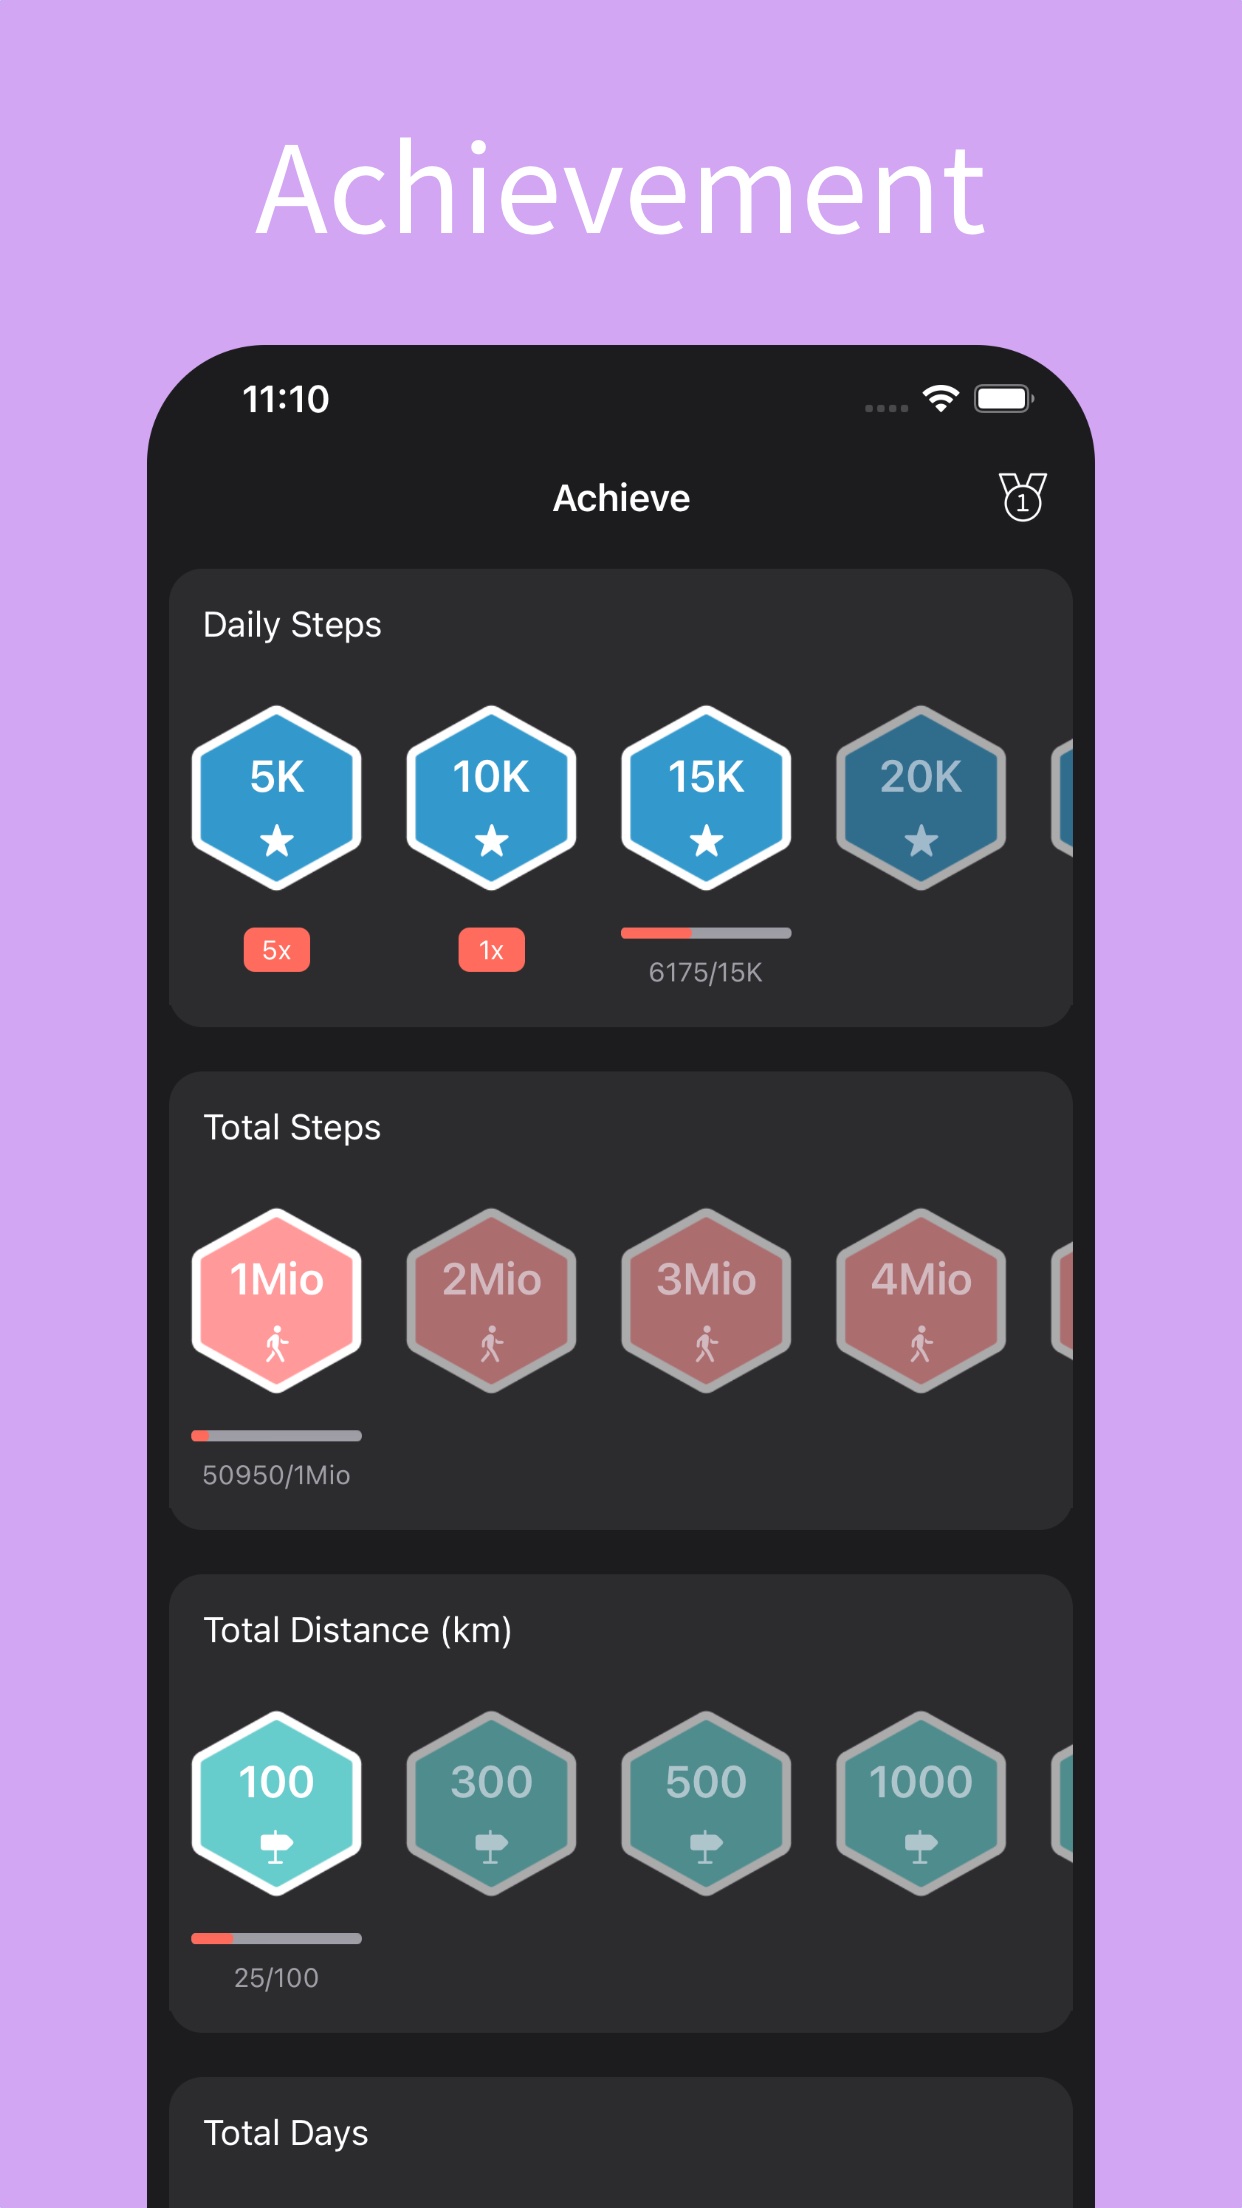 Achievement
11:10
Achieve
1
Daily Steps
5K 10K 15K 20K
5x 1x
6175/15K
Total Steps
1Mio 2Mio 3Mio 4Mio
50950/1Mio
Total Distance (km)
100 300 500 1000
25/100
Total Days